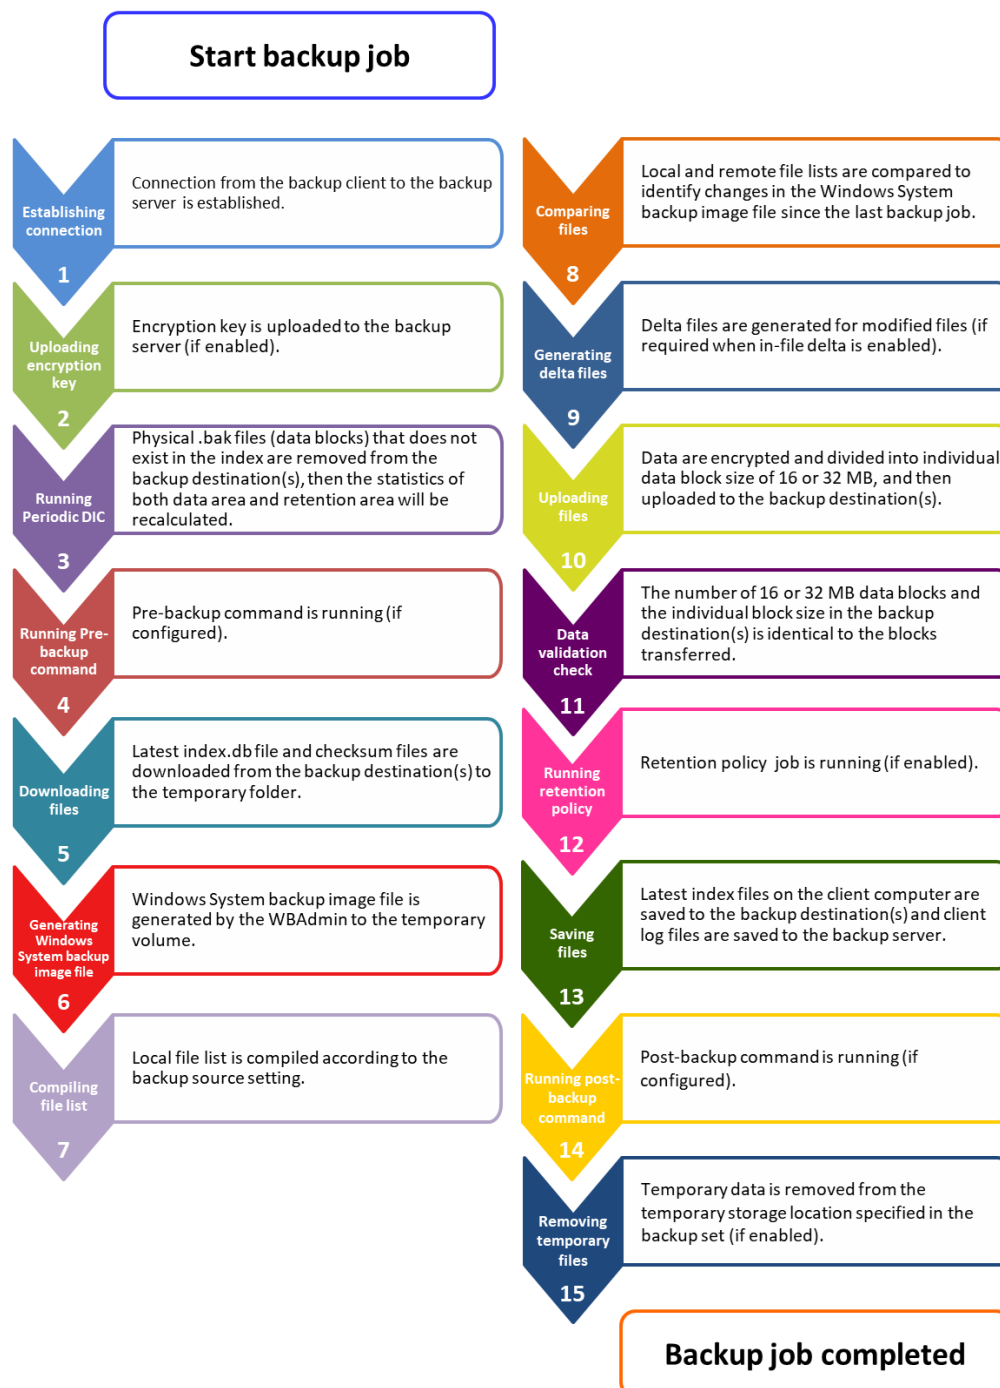 Start backup job
Establishing
connection
1
Connection from the backup client to the backup
server is established.
Uploading
encryption
key
2
Encryption key is uploaded to the backup
server (if enabled).
Running
Periodic DIC
3
Physical .bak files (data blocks) that does not
exist in the index are removed from the
backup destination(s), then the statistics of
both data area and retention area will be
recalculated.
Running Pre-
backup
command
4
Pre-backup command is running (if
configured).
Downloading
files
5
Latest index.db file and checksum files are
downloaded from the backup destination(s) to
the temporary folder.
Generating
Windows
System backup
image file
6
Windows System backup image file is
generated by the WBAdmin to the temporary
volume.
Compiling
file list
7
Local file list is compiled according to the
backup source setting.
Comparing
files
8
Local and remote file lists are compared to
identify changes in the Windows System
backup image file since the last backup job.
Generating
delta files
9
Delta files are generated for modified files (if
required when in-file delta is enabled).
Uploading
files
10
Data are encrypted and divided into individual
data block size of 16 or 32 MB, and then
uploaded to the backup destination(s).
Data
validation
check
11
The number of 16 or 32 MB data blocks and
the individual block size in the backup
destination(s) is identical to the blocks
transferred.
Running
retention
policy
12
Retention policy job is running (if enabled).
Saving
files
13
Latest index files on the client computer are
saved to the backup destination(s) and client
log files are saved to the backup server.
Running post-
backup
command
14
Post-backup command is running (if
configured).
Removing
temporary
files
15
Temporary data is removed from the
temporary storage location specified in the
backup set (if enabled).
Backup job completed